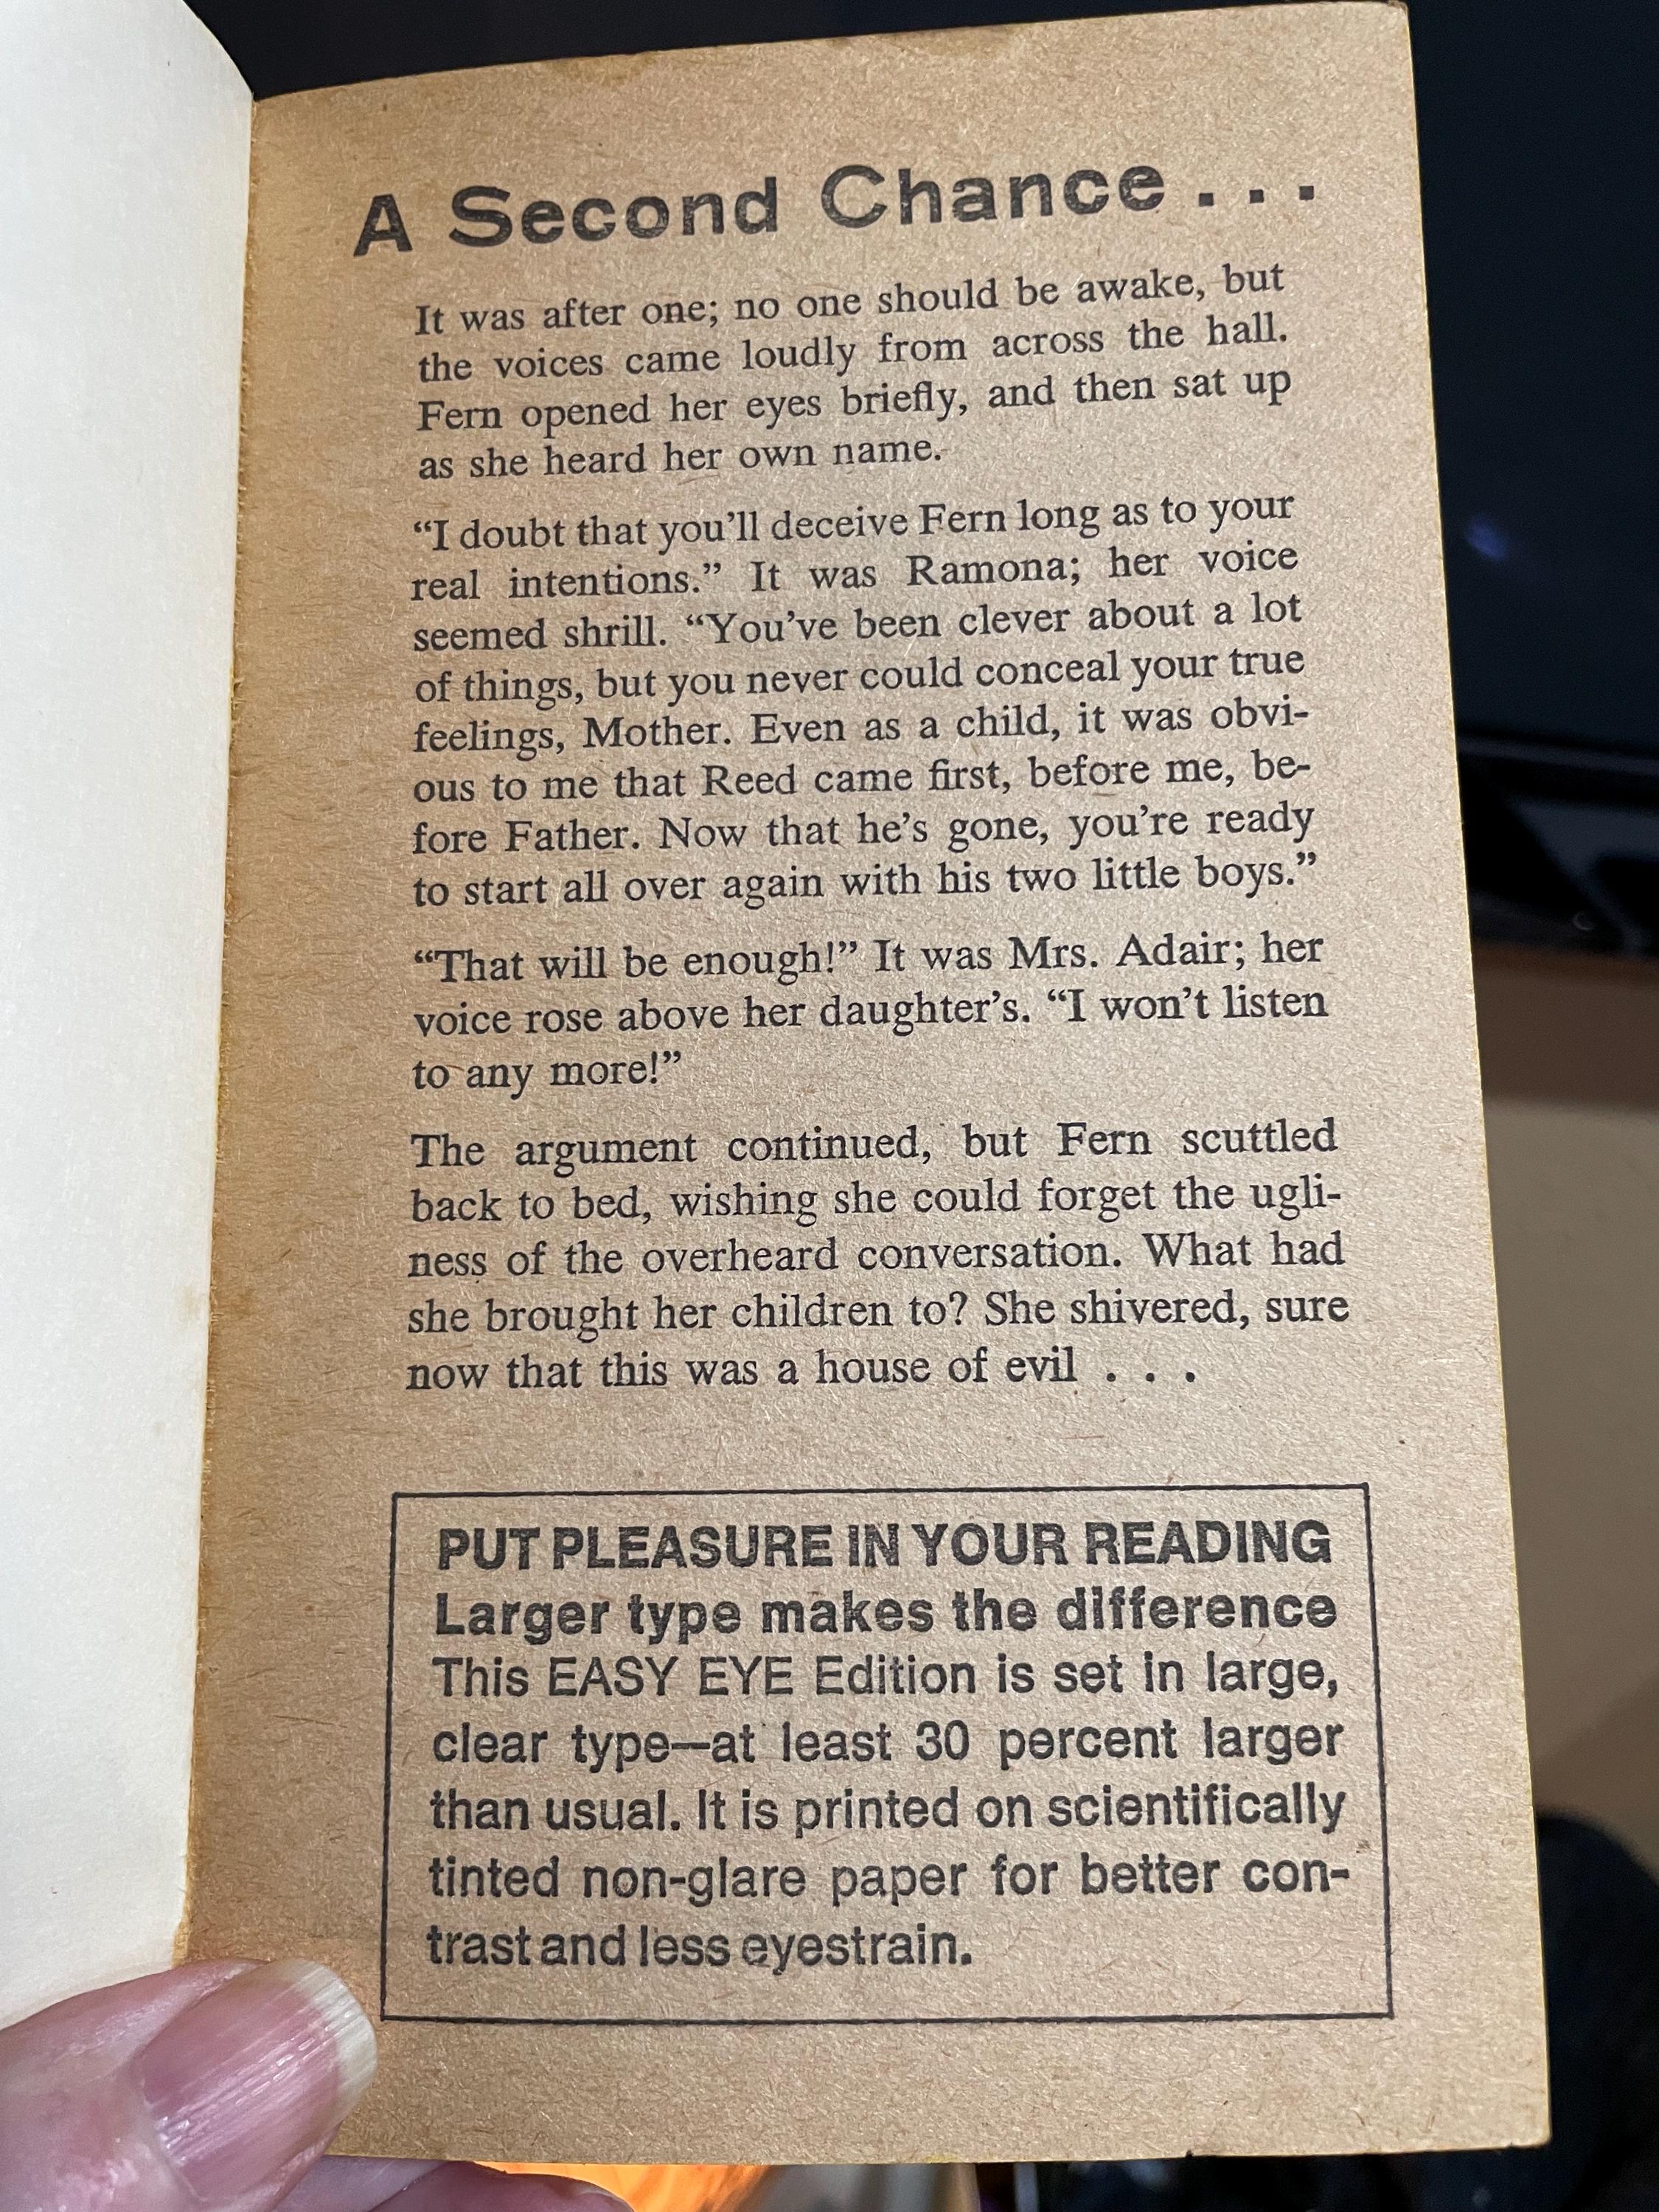 A Second Chance . . .
It was after one; no one should be awake, but
the voices came loudly from across the hall.
Fern opened her eyes briefly, and then sat up
as she heard her own name.
“I doubt that you’ll deceive Fern long as to your
real intentions.” It was Ramona; her voice
seemed shrill. “You’ve been clever about a lot
of things, but you never could conceal your true
feelings, Mother. Even as a child, it was obvi-
ous to me that Reed came first, before me, be-
fore Father. Now that he’s gone, you’re ready
to start all over again with his two little boys.”
“That will be enough!” It was Mrs. Adair; her
voice rose above her daughter’s. “I won’t listen
to any more!”
The argument continued, but Fern scuttled
back to bed, wishing she could forget the ugli-
ness of the overheard conversation. What had
she brought her children to? She shivered, sure
now that this was a house of evil . . .
PUT PLEASURE IN YOUR READING
Larger type makes the difference
This EASY EYE Edition is set in large,
clear type—at least 30 percent larger
than usual. It is printed on scientifically
tinted non-glare paper for better con-
trast and less eyestrain.